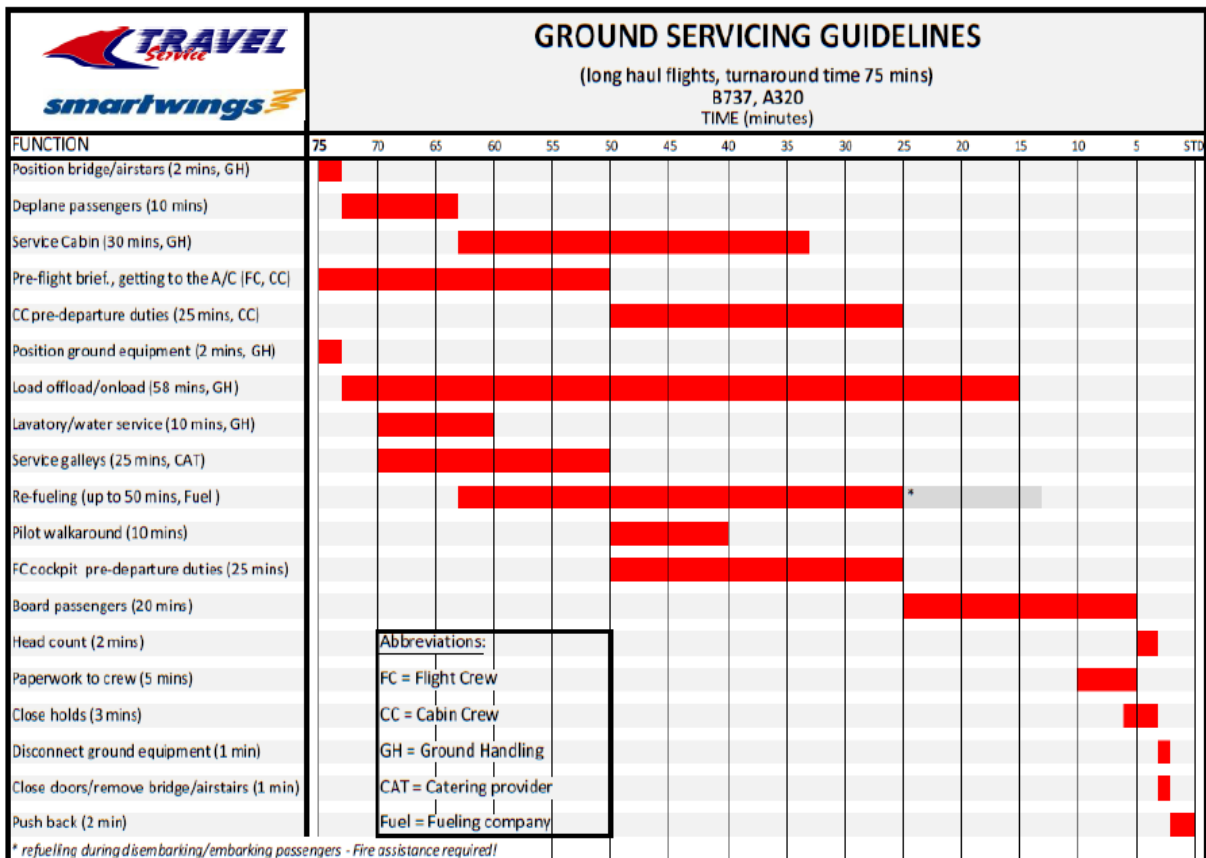 TRAVEL
Service
smartwings
GROUND SERVICING GUIDELINES
(long haul flights, turnaround time 75 mins)
B737, A320
TIME (minutes)
FUNCTION 75 70 65 60 55 50 45 40 35 30 25 20 15 10 5 STD
Position bridge/airstars (2 mins, GH)
Deplane passengers (10 mins)
Service Cabin (30 mins, GH)
Pre-flight brief., getting to the A/C (FC, CC)
CC pre-departure duties (25 mins, CC)
Position ground equipment (2 mins, GH)
Load offload/onload (58 mins, GH)
Lavatory/water service (10 mins, GH)
Service galleys (25 mins, CAT)
Re-fueling (up to 50 mins, Fuel ) *
Pilot walkaround (10 mins)
FC cockpit pre-departure duties (25 mins)
Board passengers (20 mins)
Head count (2 mins)
Paperwork to crew (5 mins)
Close holds (3 mins)
Disconnect ground equipment (1 min)
Close doors/remove bridge/airstairs (1 min)
Push back (2 min)
Abbreviations:
FC = Flight Crew
CC = Cabin Crew
GH = Ground Handling
CAT = Catering provider
Fuel = Fueling company
* refuelling during disembarking/embarking passengers - Fire assistance required!